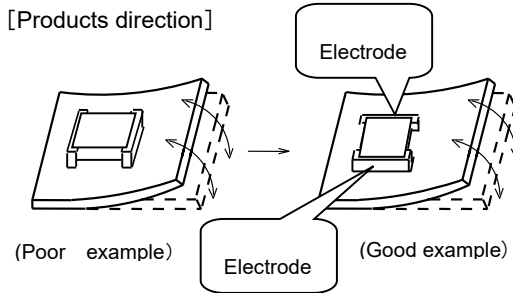 [Products direction]
Electrode
(Poor example)
(Good example)
Electrode